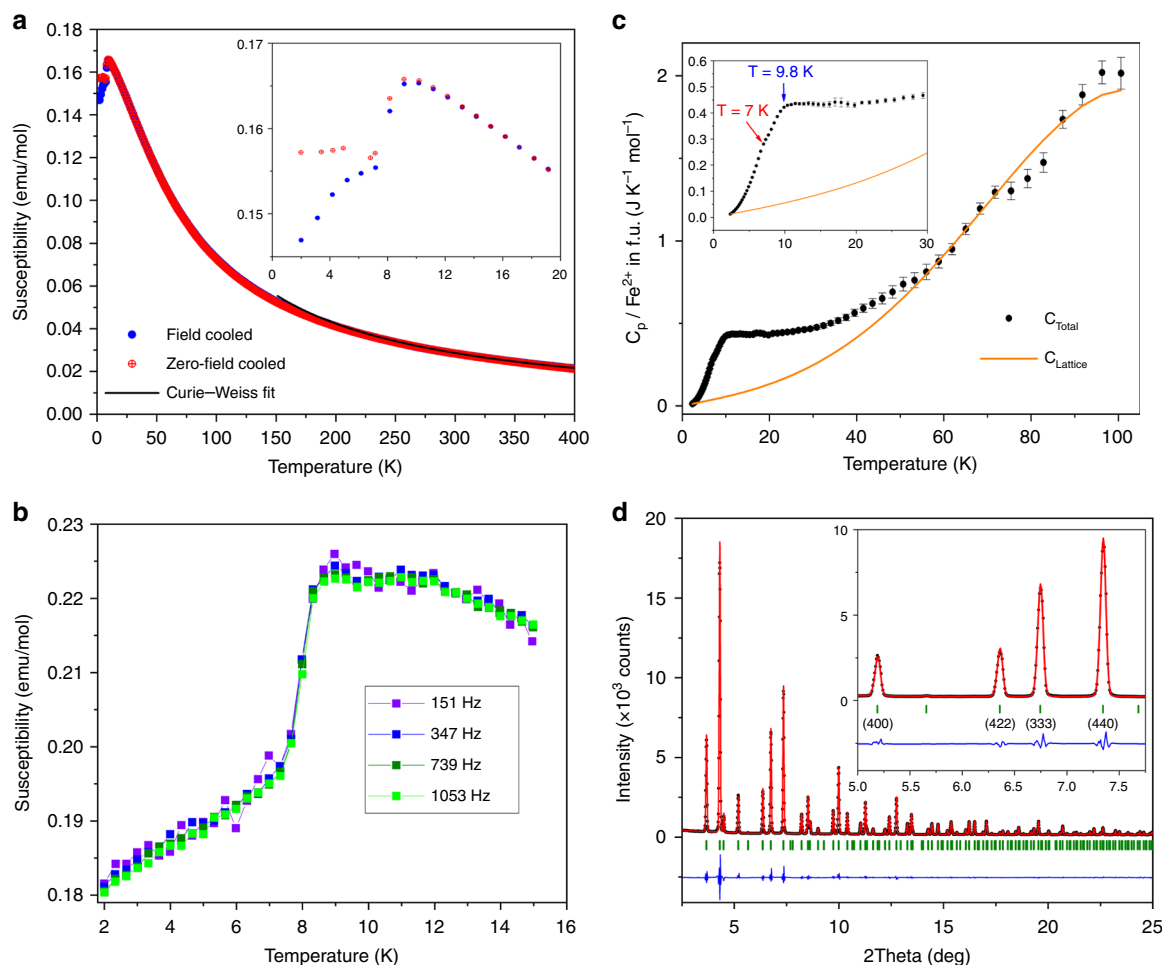 a
0.18
0.16
0.14
0.12
0.10
0.08
0.06
0.04
0.02
0.00
Susceptibility (emu/mol)
0.17
0.16
0.15
0 4 8 12 16 20
Field cooled
Zero-field cooled
Curie–Weiss fit
0 50 100 150 200 250 300 350 400
Temperature (K)
c
2
1
0
Cp / Fe2+ in f.u. (J K−1 mol−1)
0.6
0.5
0.4
0.3
0.2
0.1
0.0
T = 9.8 K
T = 7 K
0 10 20 30
CTotal
CLattice
0 20 40 60 80 100
Temperature (K)
b
0.23
0.22
0.21
0.20
0.19
0.18
Susceptibility (emu/mol)
151 Hz
347 Hz
739 Hz
1053 Hz
2 4 6 8 10 12 14 16
Temperature (K)
d
20
17.5
15
12.5
10
7.5
5
2.5
0
Intensity (×10³ counts)
10
5
0
(400) (422) (333) (440)
5.0 5.5 6.0 6.5 7.0 7.5
5 10 15 20 25
2Theta (deg)